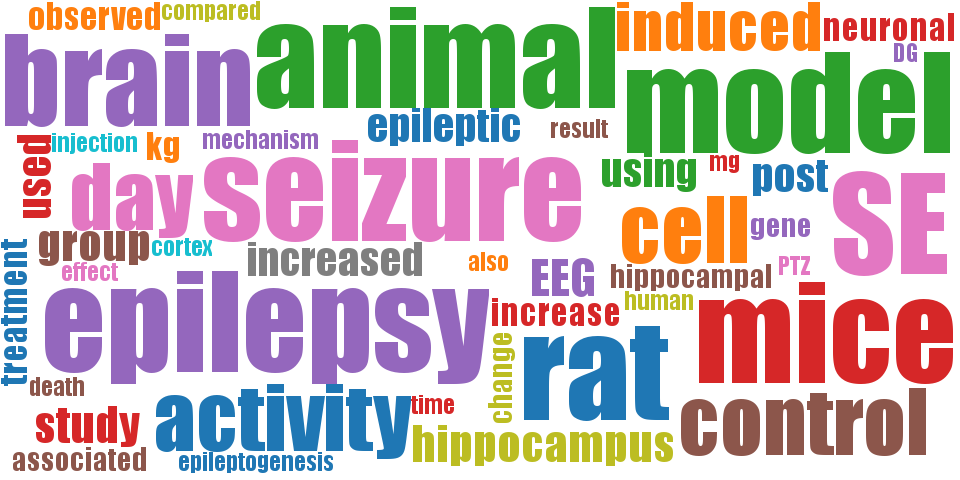 observed
compared
animal
induced
neuronal
DG
brain
model
epileptic
result
used
injection
kg
mechanism
seizure
using
mg
post
day
SE
cell
gene
group
cortex
increased
also
EEG
hippocampal
PTZ
effect
human
treatment
epilepsy
increase
mice
rat
change
death
activity
time
control
study
hippocampus
associated
epileptogenesis